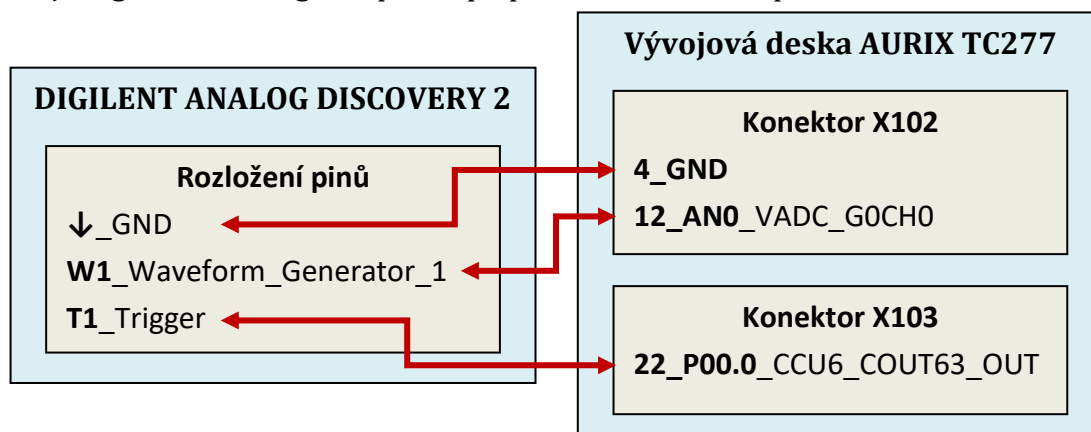 Vývojová deska AURIX TC277
DIGILENT ANALOG DISCOVERY 2
Konektor X102
Rozložení pinů
4_GND
↓_GND
12_AN0_VADC_G0CH0
W1_Waveform_Generator_1
T1_Trigger
Konektor X103
22_P00.0_CCU6_COUT63_OUT